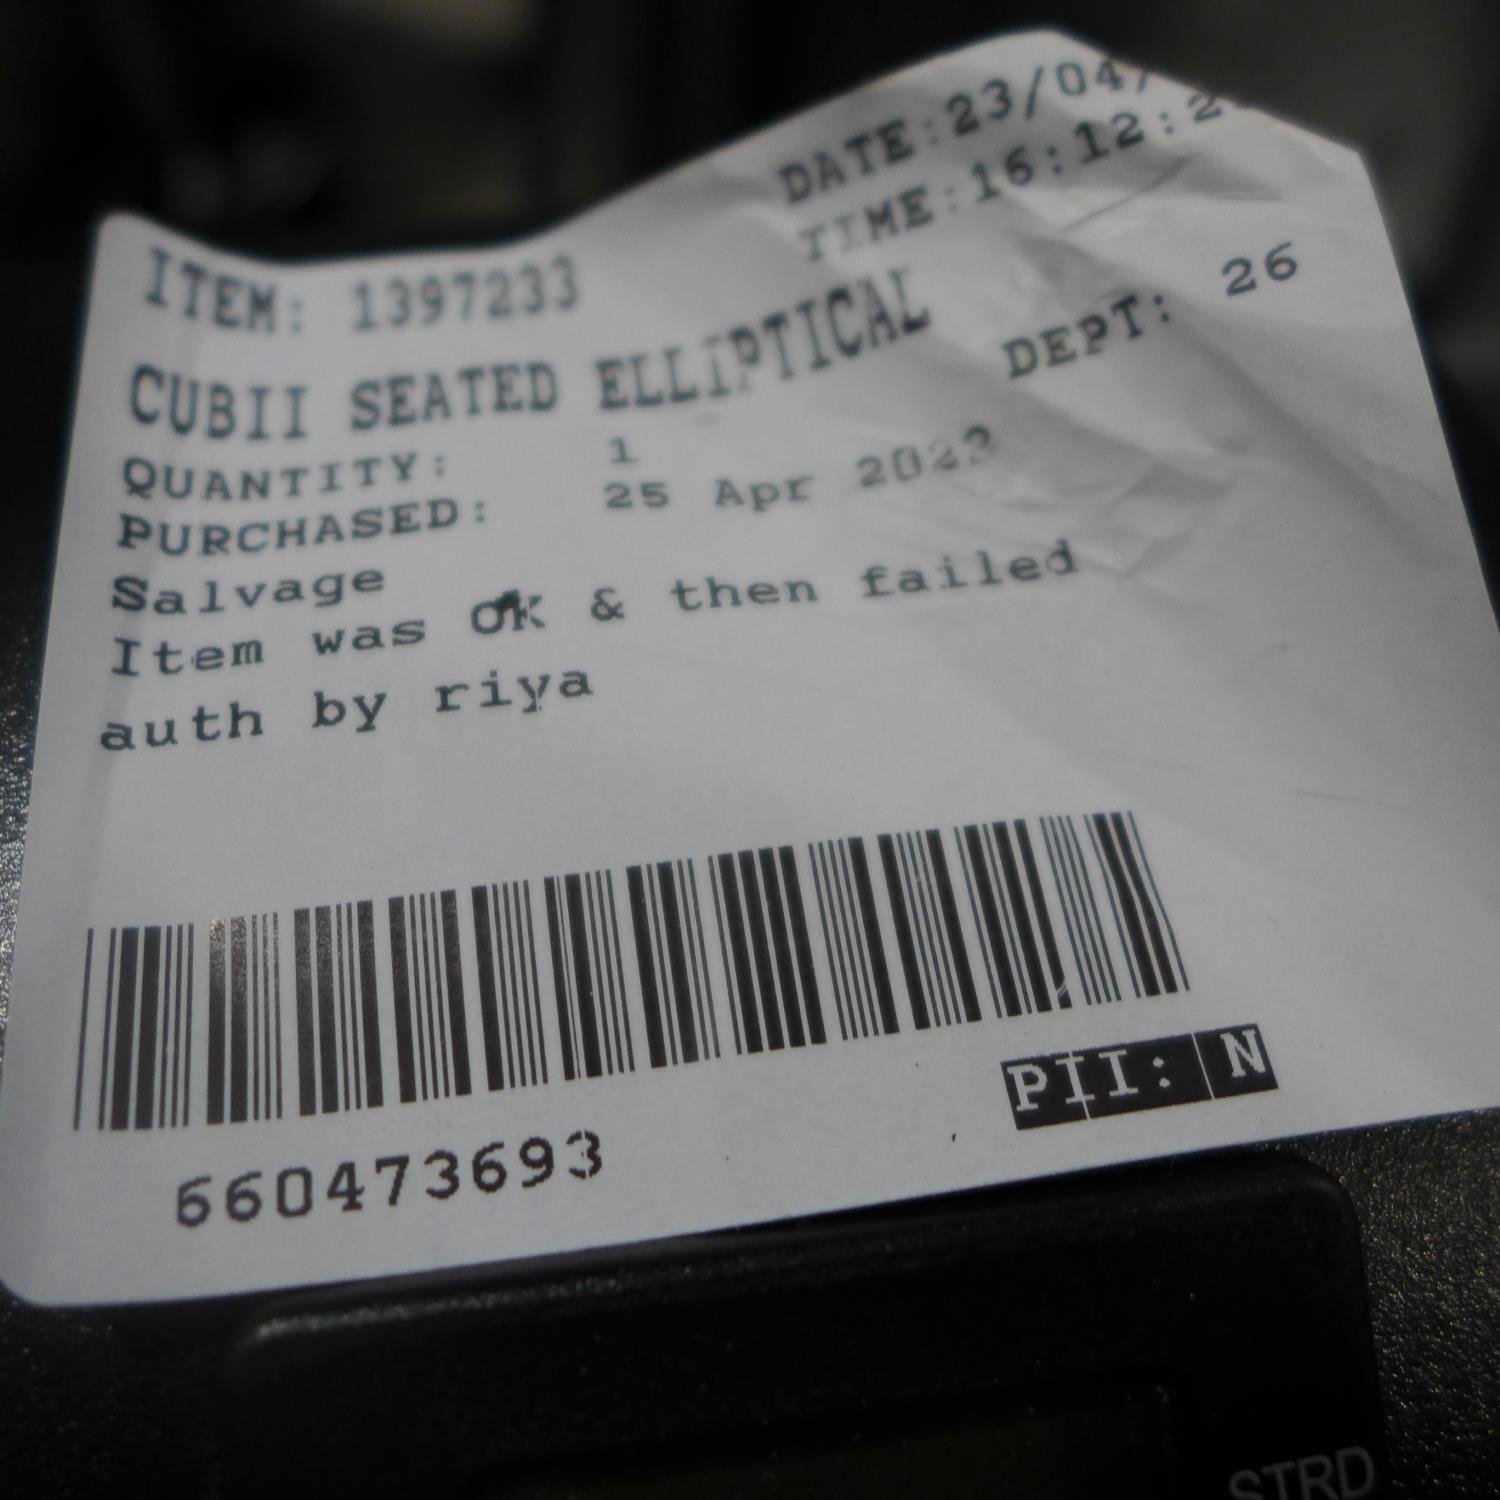 DATE:23/04/
TIME:16:12:2
ITEM: 1397233
CUBII SEATED ELLIPTICAL
DEPT: 26
QUANTITY: 1
PURCHASED: 25 Apr 2023
Salvage
Item was ok & then failed
auth by riya
660473693
PII: N
STRD